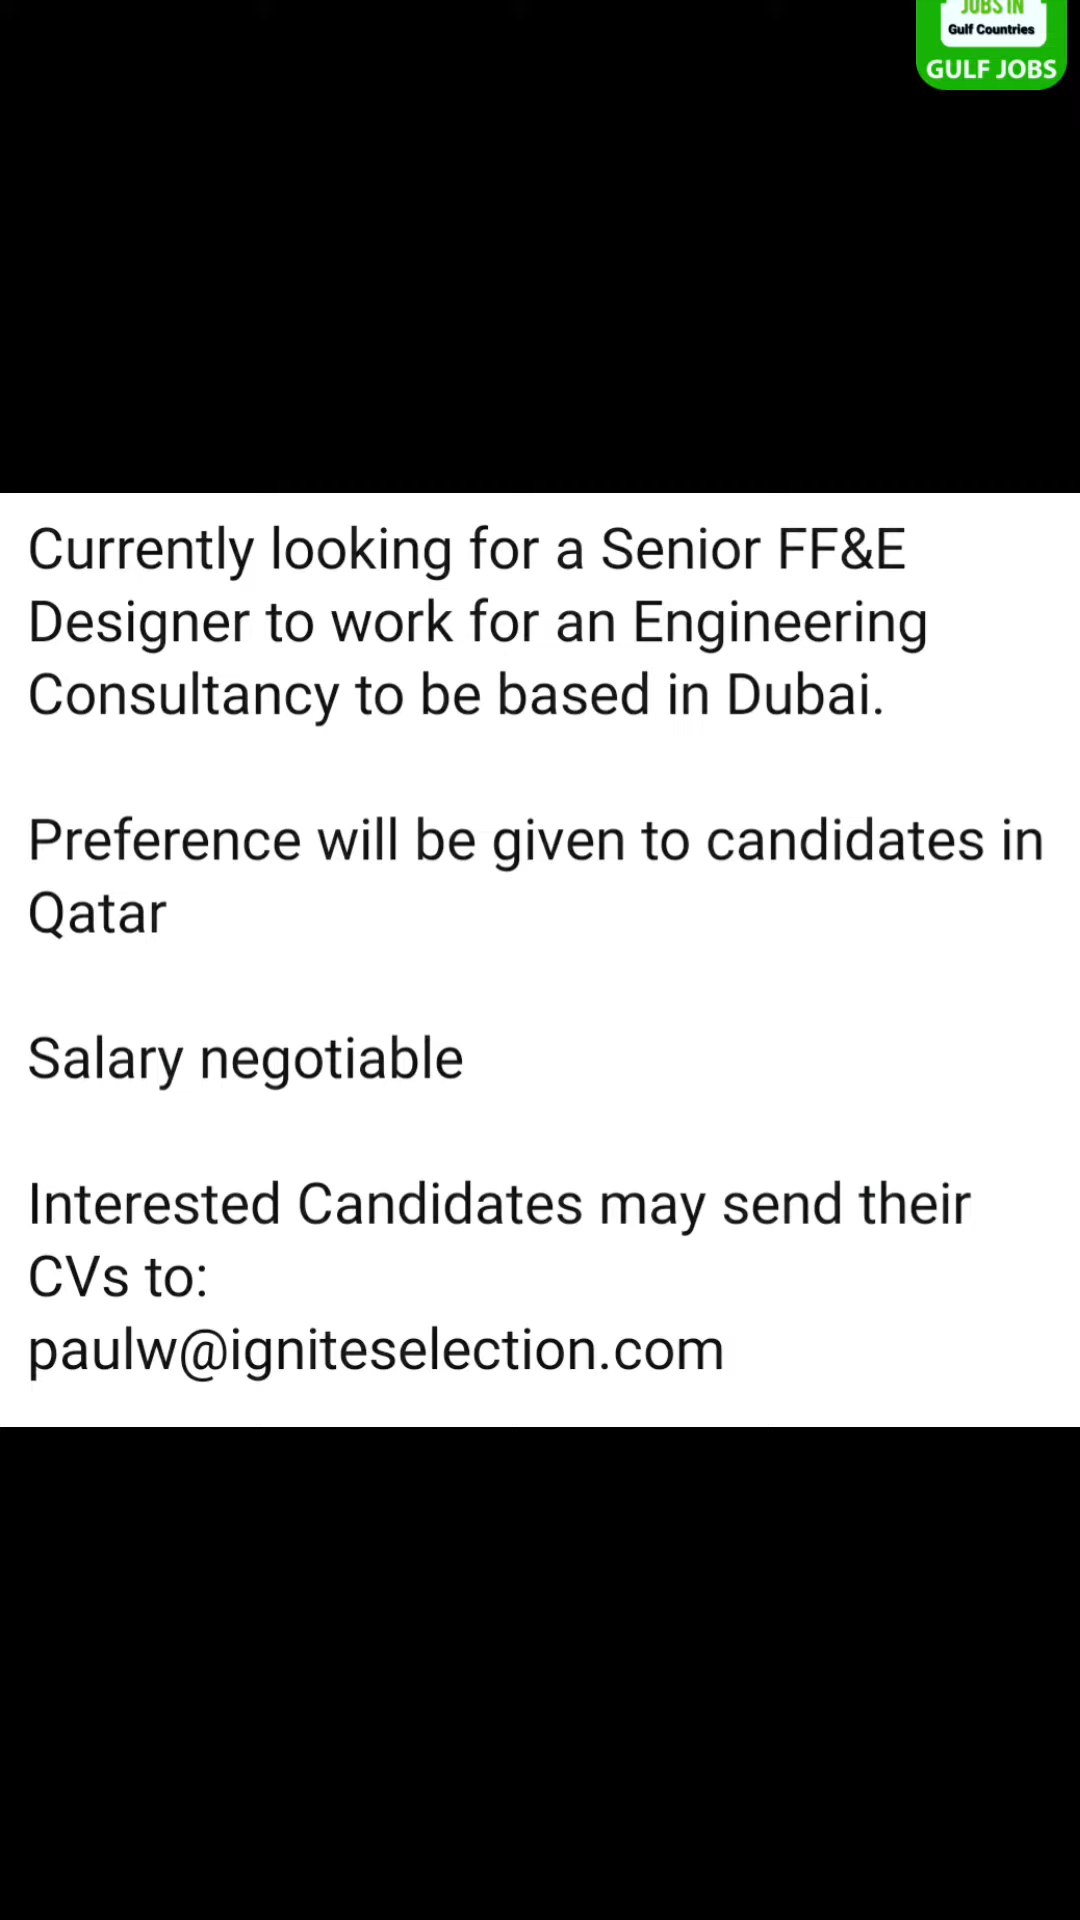 JOBS IN
Gulf Countries
GULF JOBS
Currently looking for a Senior FF&E
Designer to work for an Engineering
Consultancy to be based in Dubai.
Preference will be given to candidates in
Qatar
Salary negotiable
Interested Candidates may send their
CVs to:
paulw@igniteselection.com